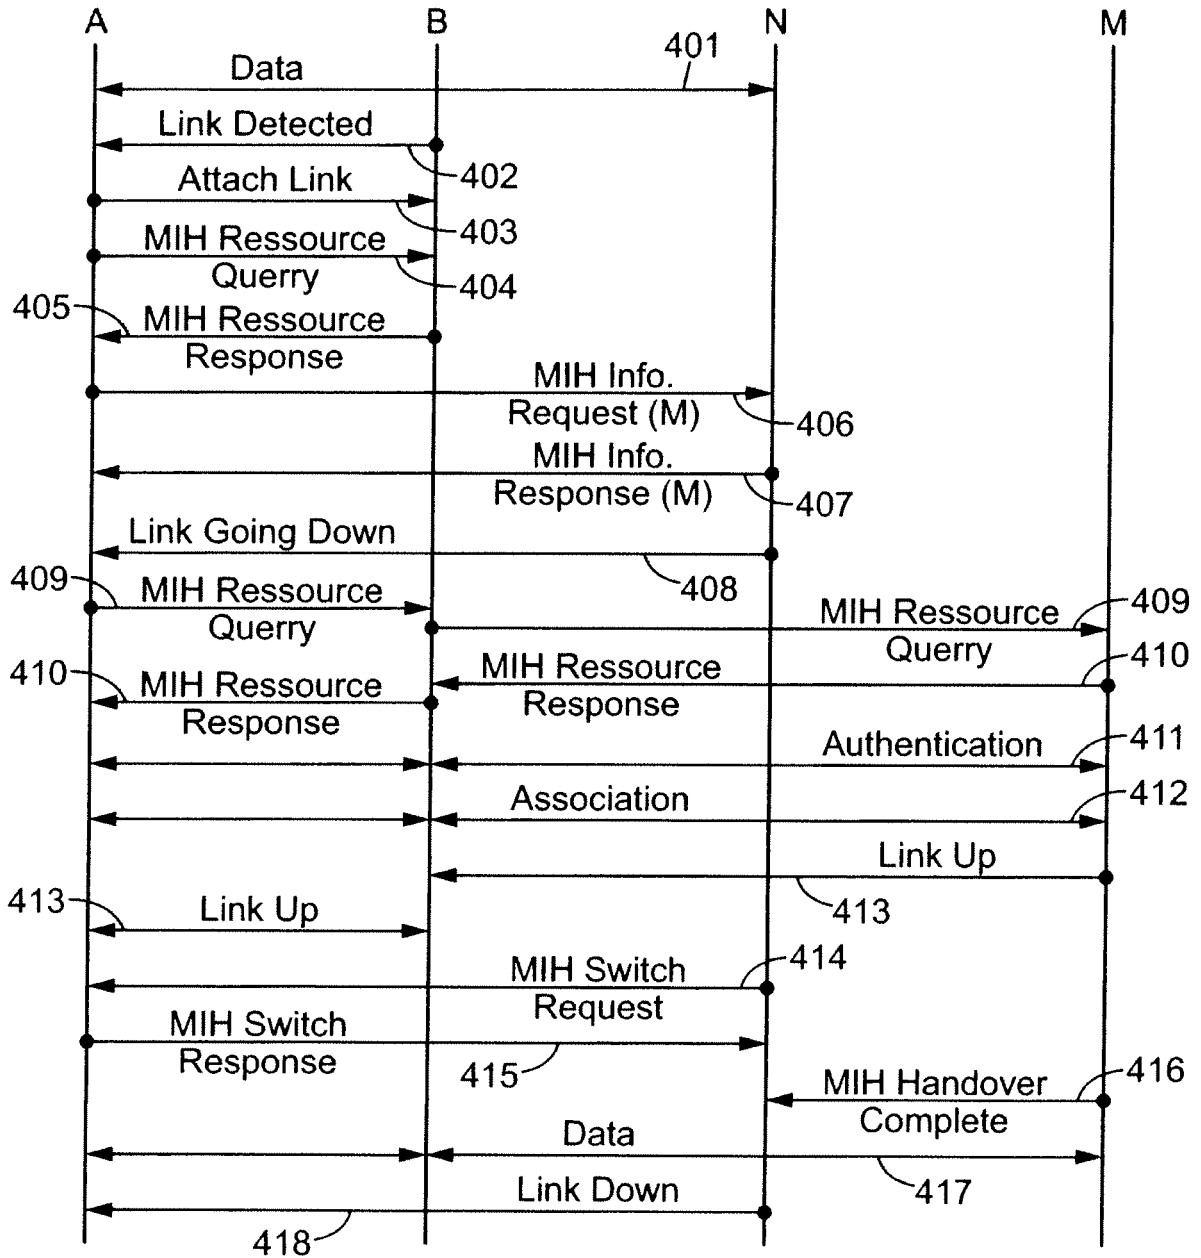 A B N M
Data 401
Link Detected
402
Attach Link
403
MIH Ressource
Querry 404
405 MIH Ressource
Response
MIH Info.
Request (M) 406
MIH Info.
Response (M) 407
Link Going Down
408
409 MIH Ressource
Querry
MIH Ressource 409
Querry
MIH Ressource 410
Response
410 MIH Ressource
Response
Authentication 411
Association 412
Link Up
413
413 Link Up
MIH Switch 414
Request
MIH Switch
Response 415
MIH Handover 416
Complete
Data
417
Link Down
418